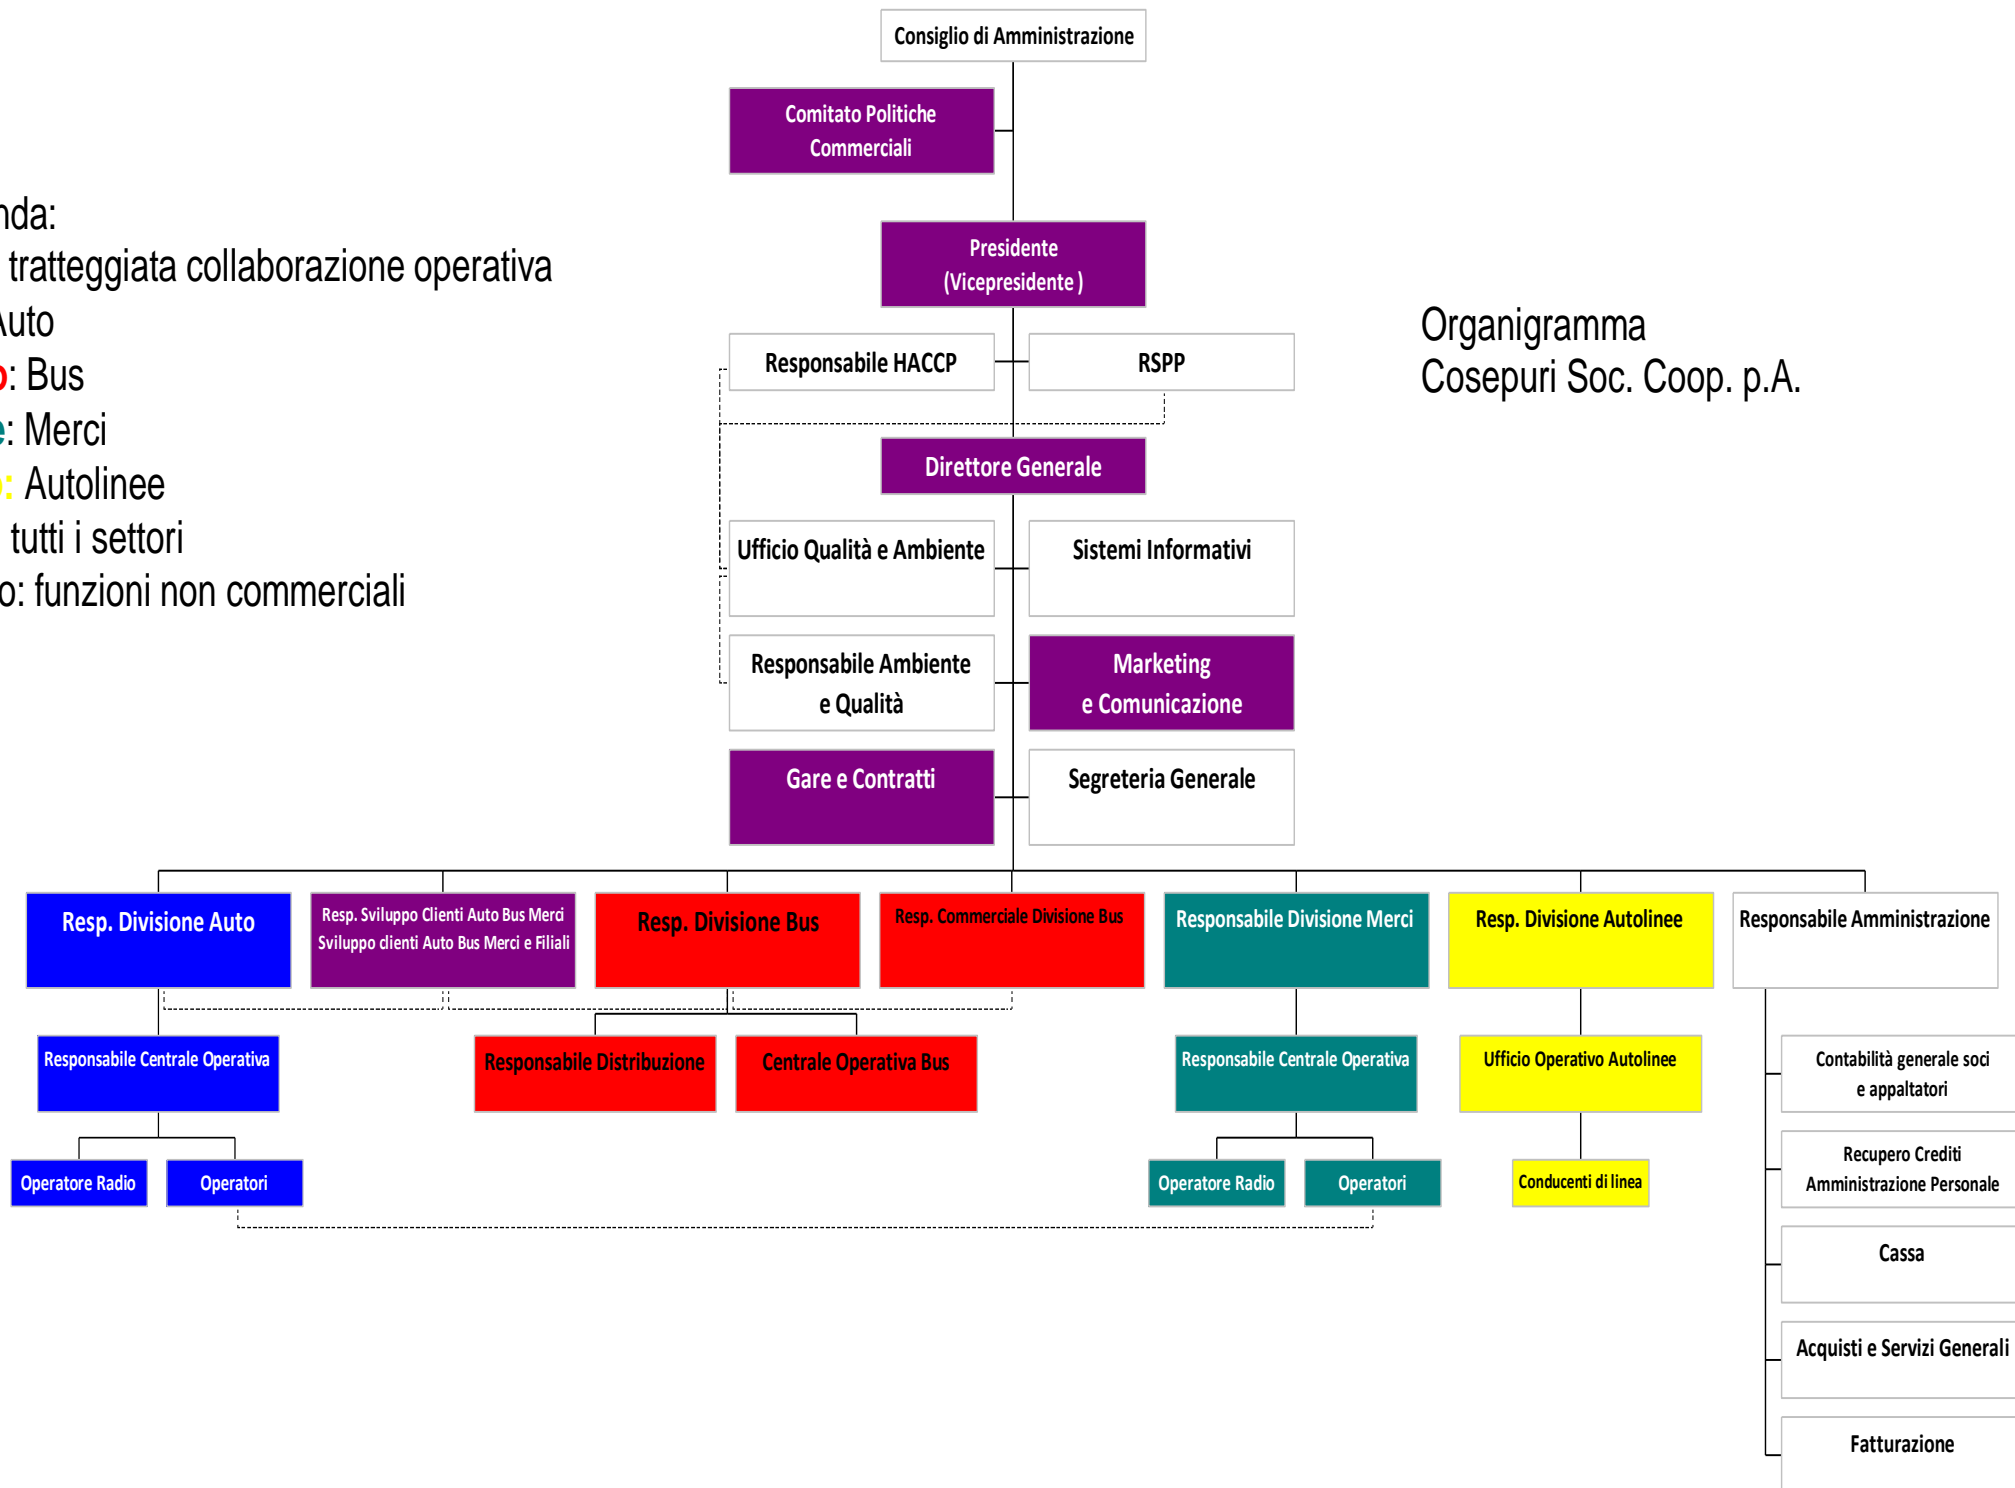 Consiglio di Amministrazione
Comitato Politiche
Commerciali
nda:
tratteggiata collaborazione operativa
Auto
o: Bus
e: Merci
o: Autolinee
tutti i settori
o: funzioni non commerciali
Presidente
(Vicepresidente )
Organigramma
Cosepuri Soc. Coop. p.A.
Responsabile HACCP
RSPP
Direttore Generale
Ufficio Qualità e Ambiente
Sistemi Informativi
Responsabile Ambiente
e Qualità
Marketing
e Comunicazione
Gare e Contratti
Segreteria Generale
Resp. Divisione Auto
Resp. Sviluppo Clienti Auto Bus Merci
Sviluppo clienti Auto Bus Merci e Filiali
Resp. Divisione Bus
Resp. Commerciale Divisione Bus
Responsabile Divisione Merci
Resp. Divisione Autolinee
Responsabile Amministrazione
Responsabile Centrale Operativa
Responsabile Distribuzione
Centrale Operativa Bus
Responsabile Centrale Operativa
Ufficio Operativo Autolinee
Contabilità generale soci
e appaltatori
Operatore Radio
Operatori
Operatore Radio
Operatori
Conducenti di linea
Recupero Crediti
Amministrazione Personale
Cassa
Acquisti e Servizi Generali
Fatturazione